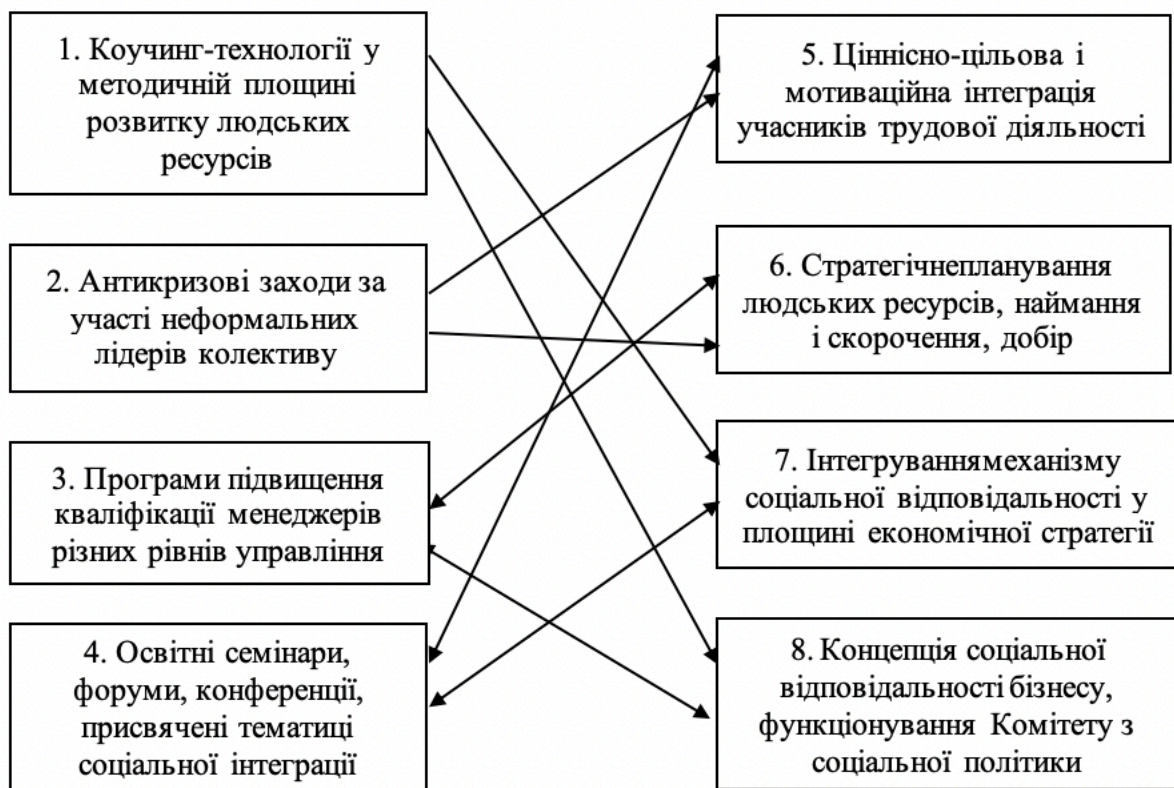 1. Коучинг-технології у
методичній площині
розвитку людських
ресурсів
2. Антикризові заходи за
участі неформальних
лідерів колективу
3. Програми підвищення
кваліфікації менеджерів
різних рівнів управління
4. Освітні семінари,
форуми, конференції,
присвячені тематиці
соціальної інтеграції
5. Ціннісно-цільова і
мотиваційна інтеграція
учасників трудової діяльності
6. Стратегічнепланування
людських ресурсів, наймання
і скорочення, добір
7. Інтегруваннямеханізму
соціальної відповідальності у
площині економічної стратегії
8. Концепція соціальної
відповідальності бізнесу,
функціонування Комітету з
соціальної політики